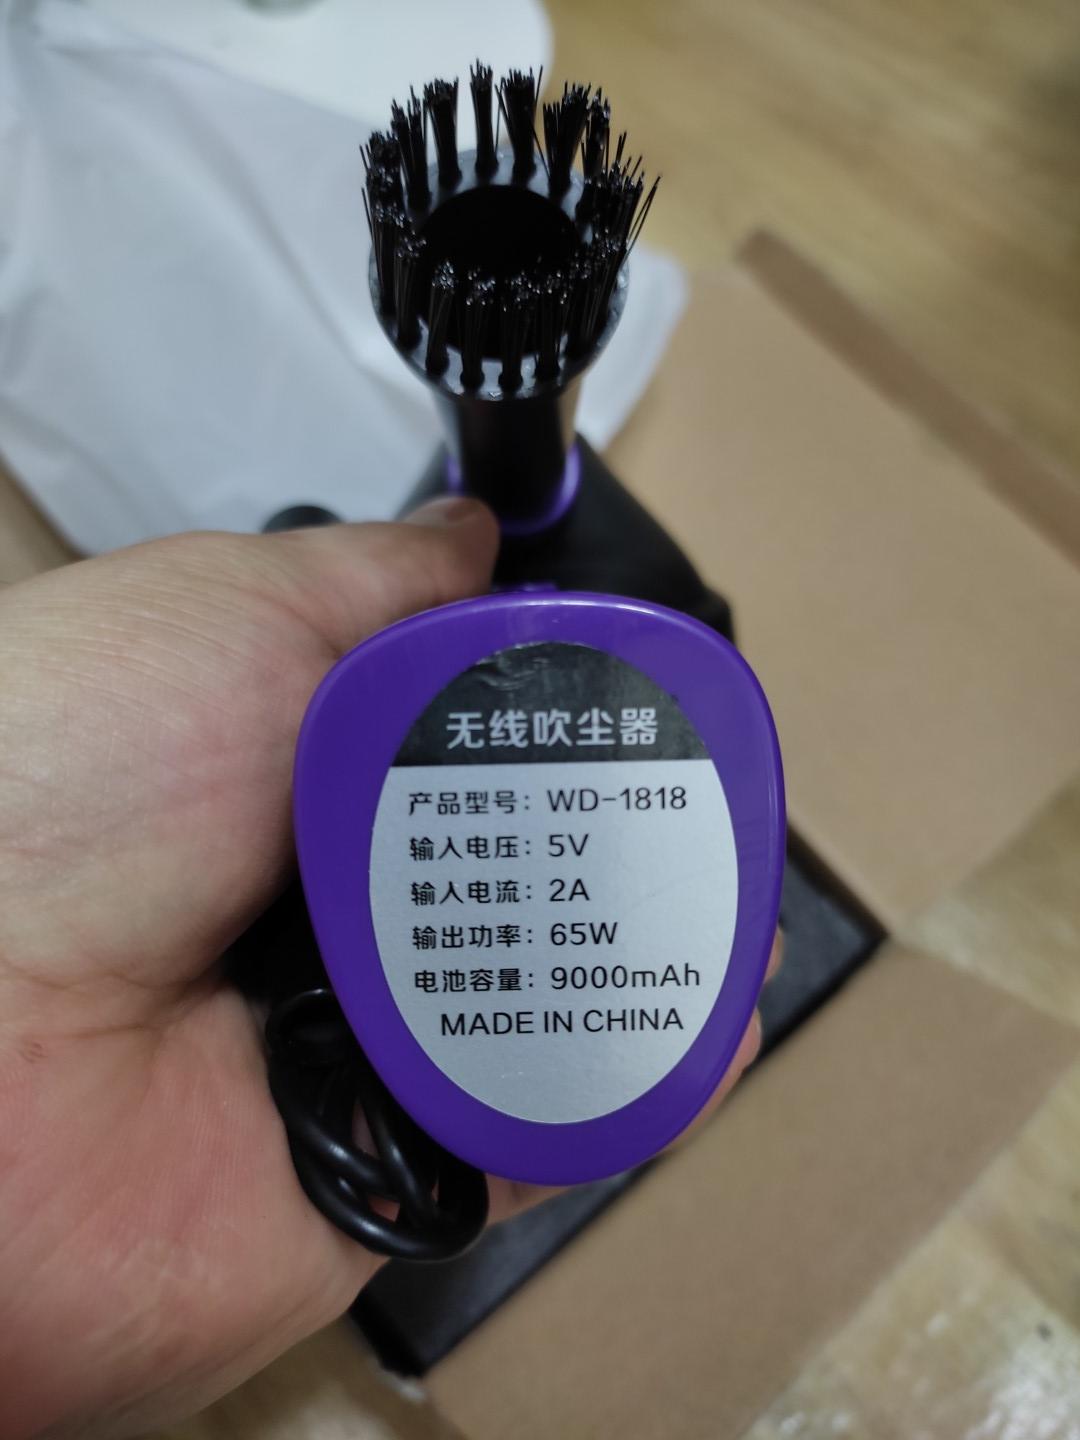 无线吹尘器
产品型号：WD-1818
输入电压：5V
输入电流：2A
输出功率：65W
电池容量：9000mAh
MADE IN CHINA